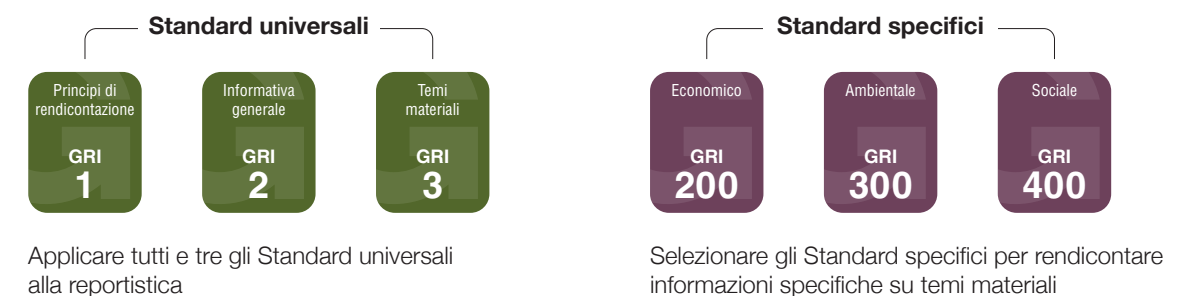 Standard universali
Principi di
rendicontazione
GRI
1
Informativa
generale
GRI
2
Temi
materiali
GRI
3
Applicare tutti e tre gli Standard universali
alla reportistica
Standard specifici
Economico
GRI
200
Ambientale
GRI
300
Sociale
GRI
400
Selezionare gli Standard specifici per rendicontare
informazioni specifiche su temi materiali